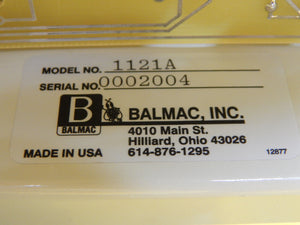 MODEL NO. 1121A
SERIAL NO. 0002004
B
BALMAC
BALMAC, INC.
4010 Main St.
Hilliard, Ohio 43026
MADE IN USA 614-876-1295
12877